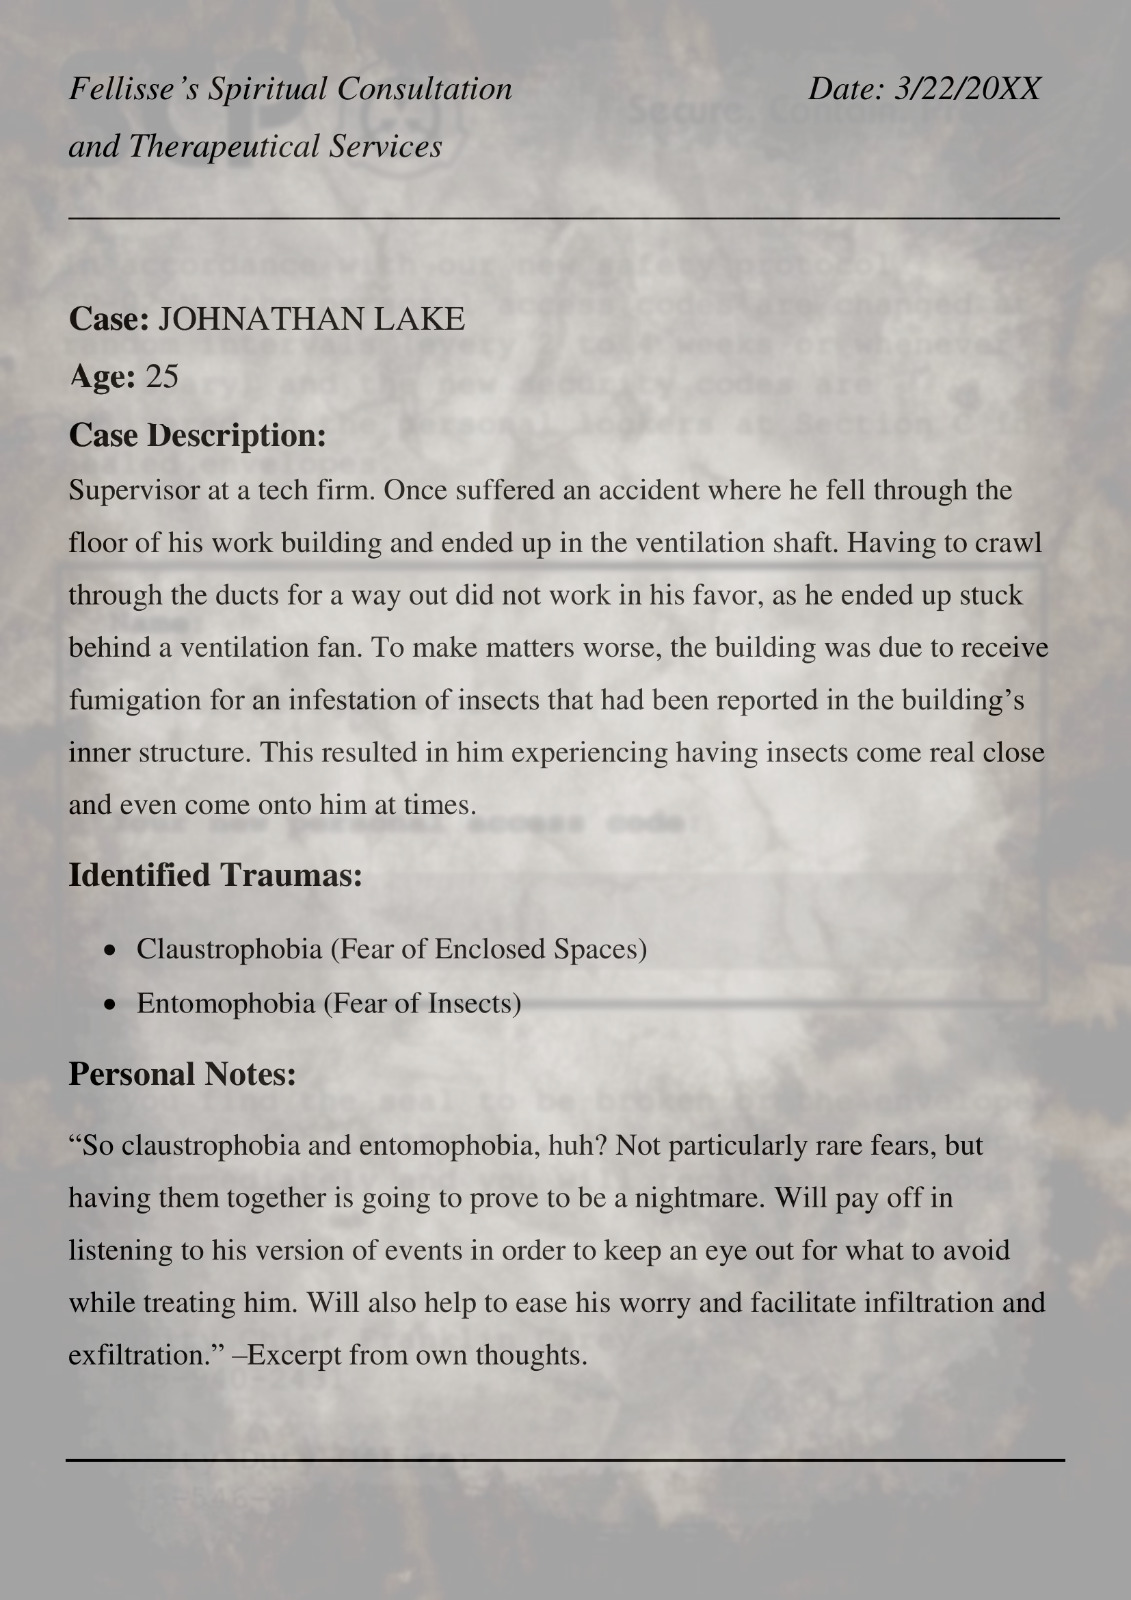 Fellisse’s Spiritual Consultation
Date: 3/22/20XX
and Therapeutical Services
Case: JOHNATHAN LAKE
Age: 25
Case Description:
Supervisor at a tech firm. Once suffered an accident where he fell through the
floor of his work building and ended up in the ventilation shaft. Having to crawl
through the ducts for a way out did not work in his favor, as he ended up stuck
behind a ventilation fan. To make matters worse, the building was due to receive
fumigation for an infestation of insects that had been reported in the building’s
inner structure. This resulted in him experiencing having insects come real close
and even come onto him at times.
Identified Traumas:
• Claustrophobia (Fear of Enclosed Spaces)
• Entomophobia (Fear of Insects)
Personal Notes:
“So claustrophobia and entomophobia, huh? Not particularly rare fears, but
having them together is going to prove to be a nightmare. Will pay off in
listening to his version of events in order to keep an eye out for what to avoid
while treating him. Will also help to ease his worry and facilitate infiltration and
exfiltration.” –Excerpt from own thoughts.